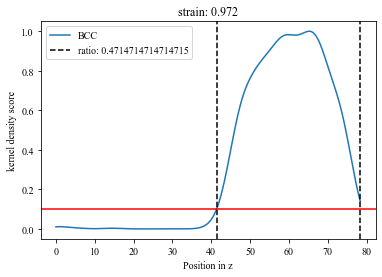 strain: 0.972
BCC
ratio: 0.4714714714714715
kernel density score
1.0
0.8
0.6
0.4
0.2
0.0
0 10 20 30 40 50 60 70 80
Position in z